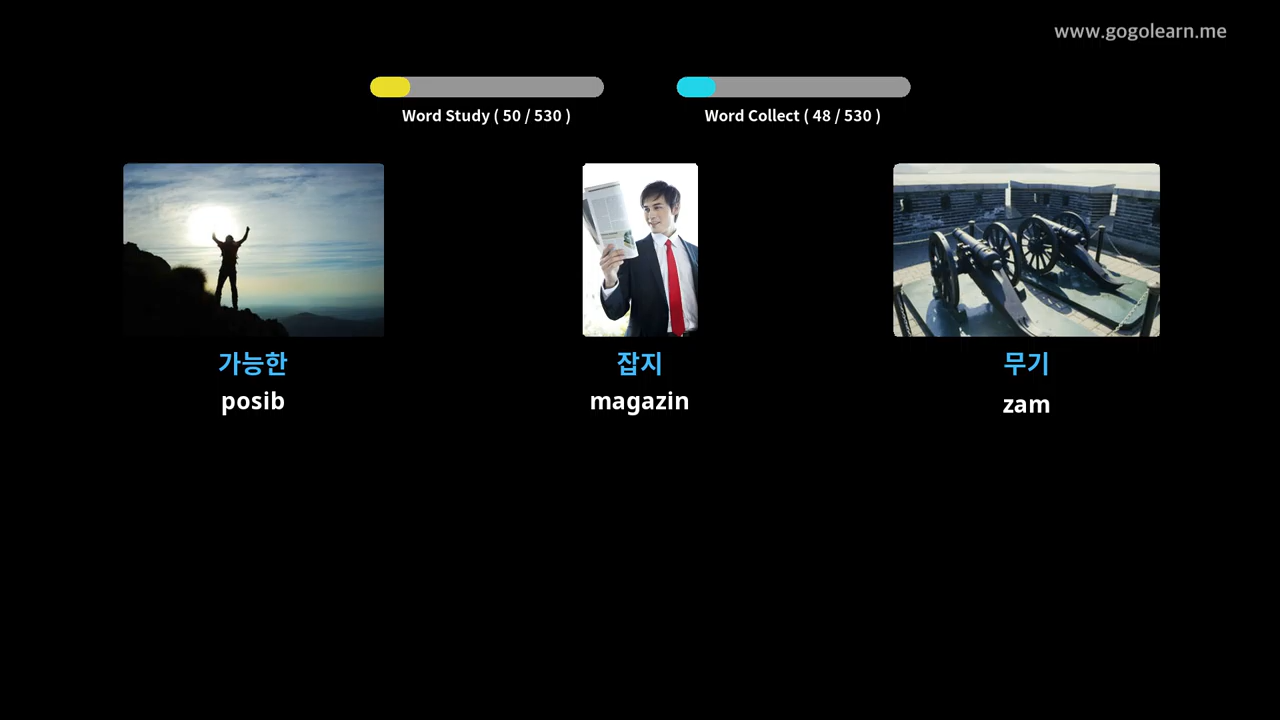 www.gogolearn.me
Word Study ( 50 / 530 )
Word Collect ( 48 / 530 )
가능한
posib
잡지
magazin
무기
zam